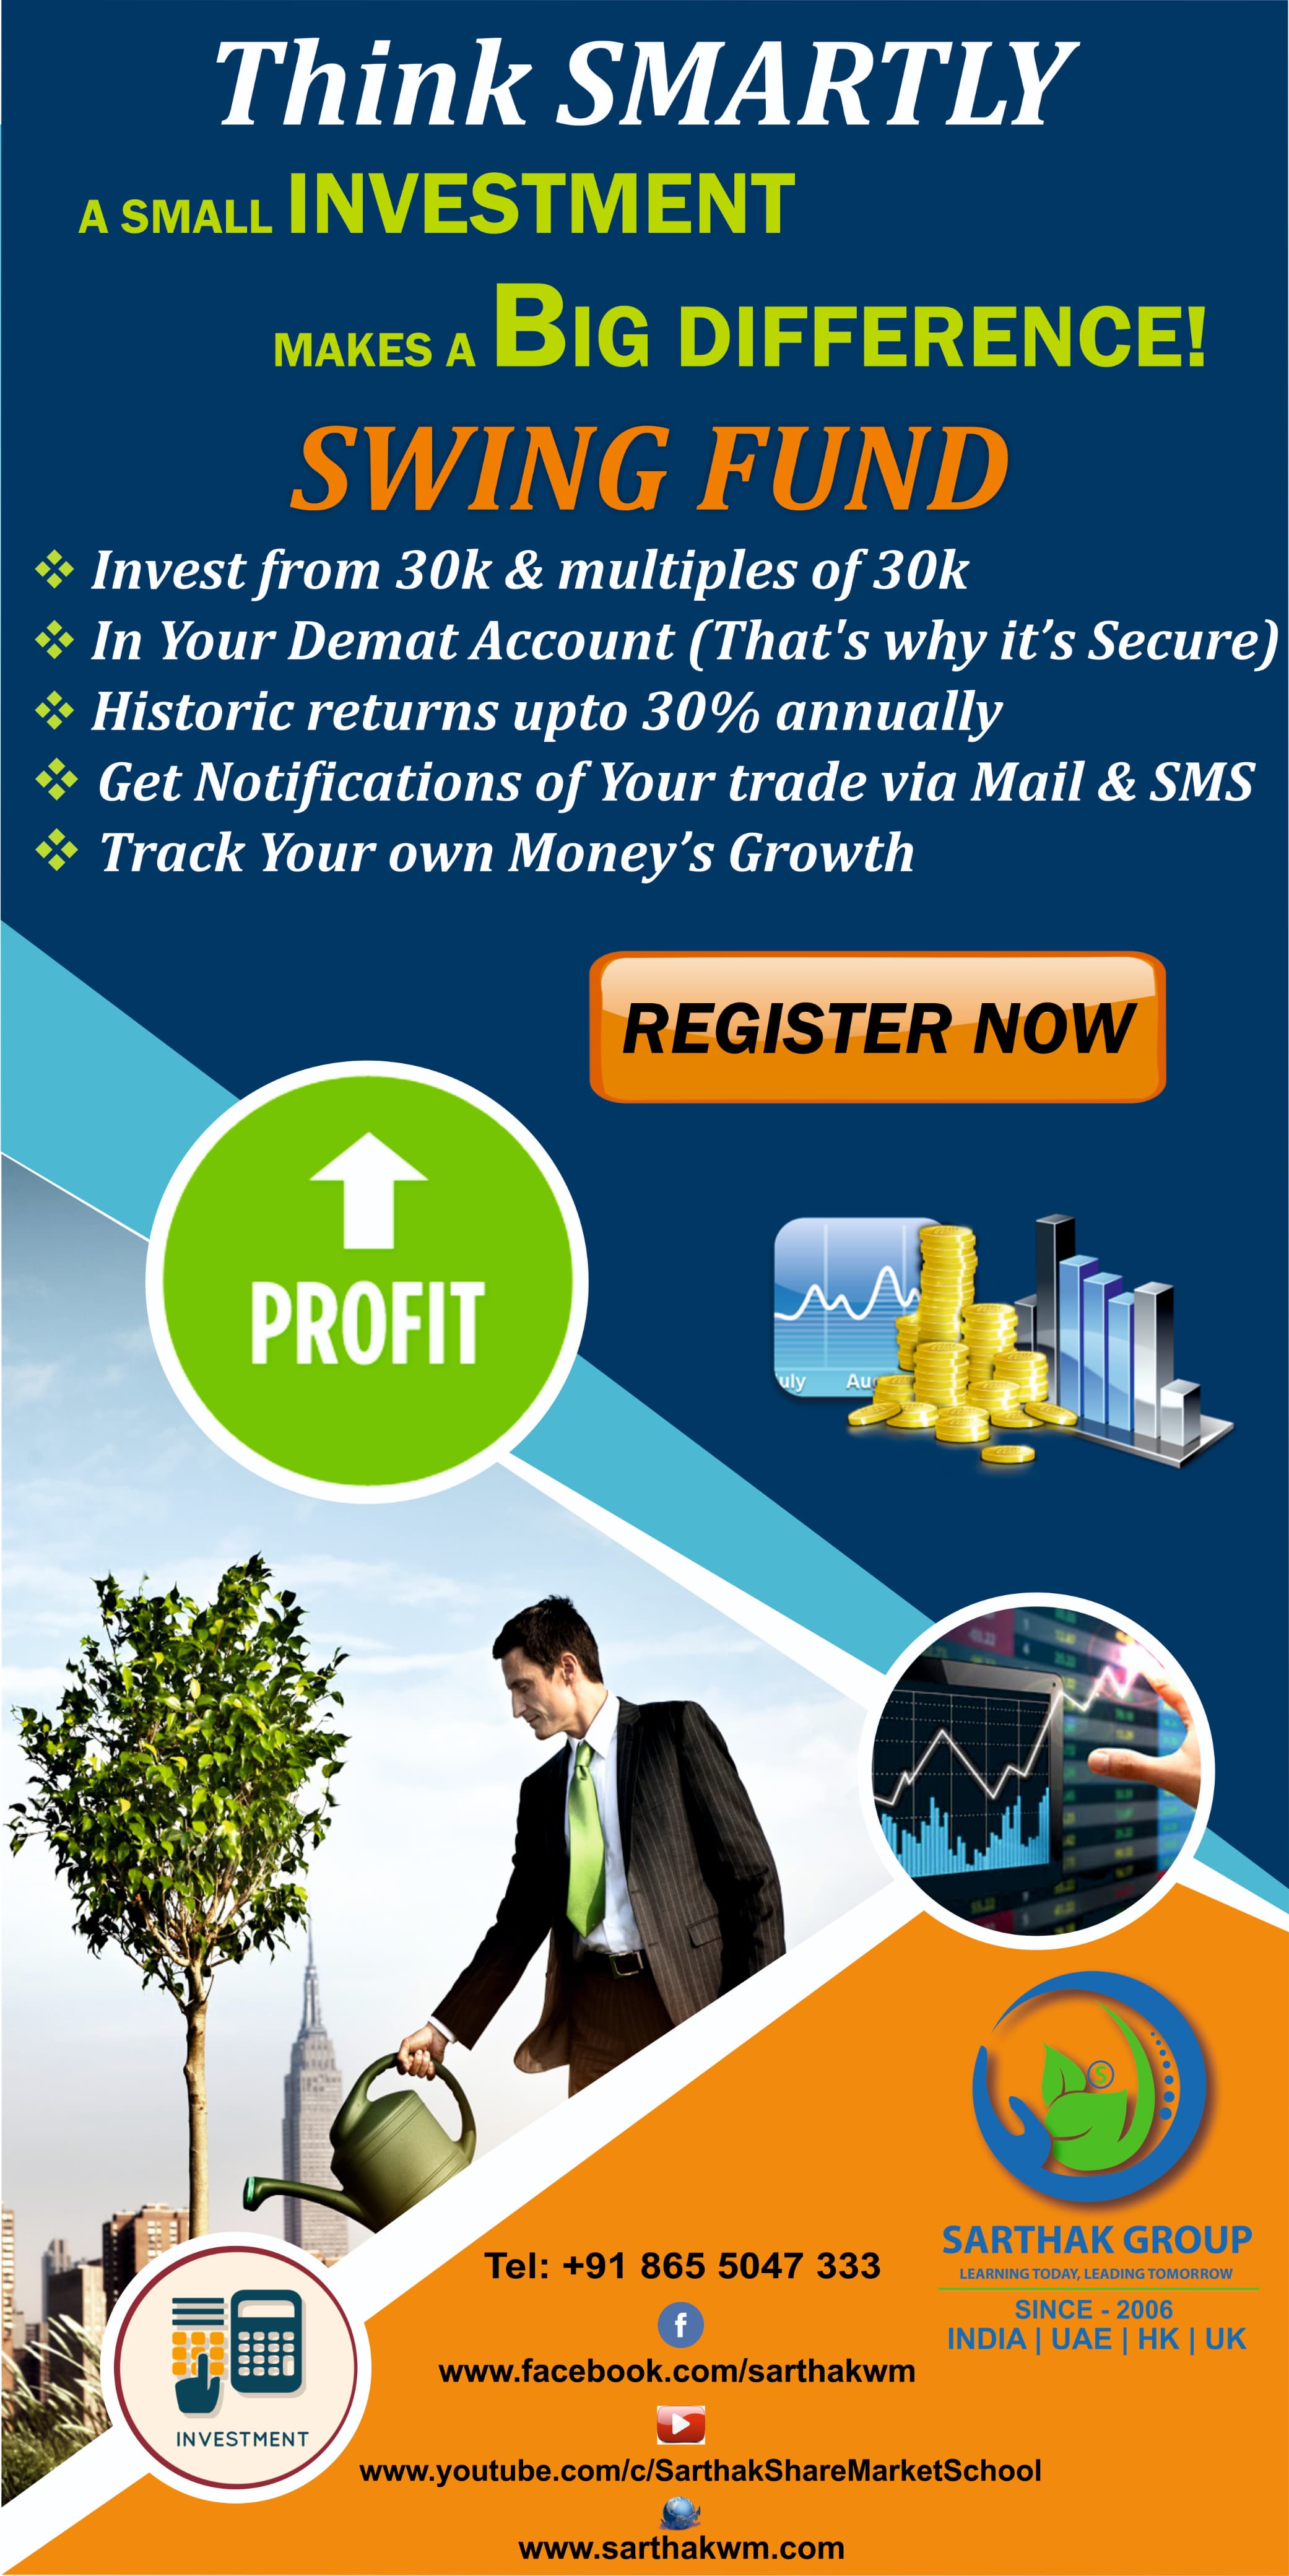 Think SMARTLY
A SMALL INVESTMENT
MAKES A BIG DIFFERENCE!
SWING FUND
Invest from 30k & multiples of 30k
In Your Demat Account (That's why it’s Secure)
Historic returns upto 30% annually
Get Notifications of Your trade via Mail & SMS
Track Your own Money’s Growth
REGISTER NOW
PROFIT
uly Au
S
SARTHAK GROUP
LEARNING TODAY, LEADING TOMORROW
SINCE - 2006
INDIA | UAE | HK | UK
Tel: +91 865 5047 333
f
www.facebook.com/sarthakwm
www.youtube.com/c/SarthakShareMarketSchool
www.sarthakwm.com
INVESTMENT